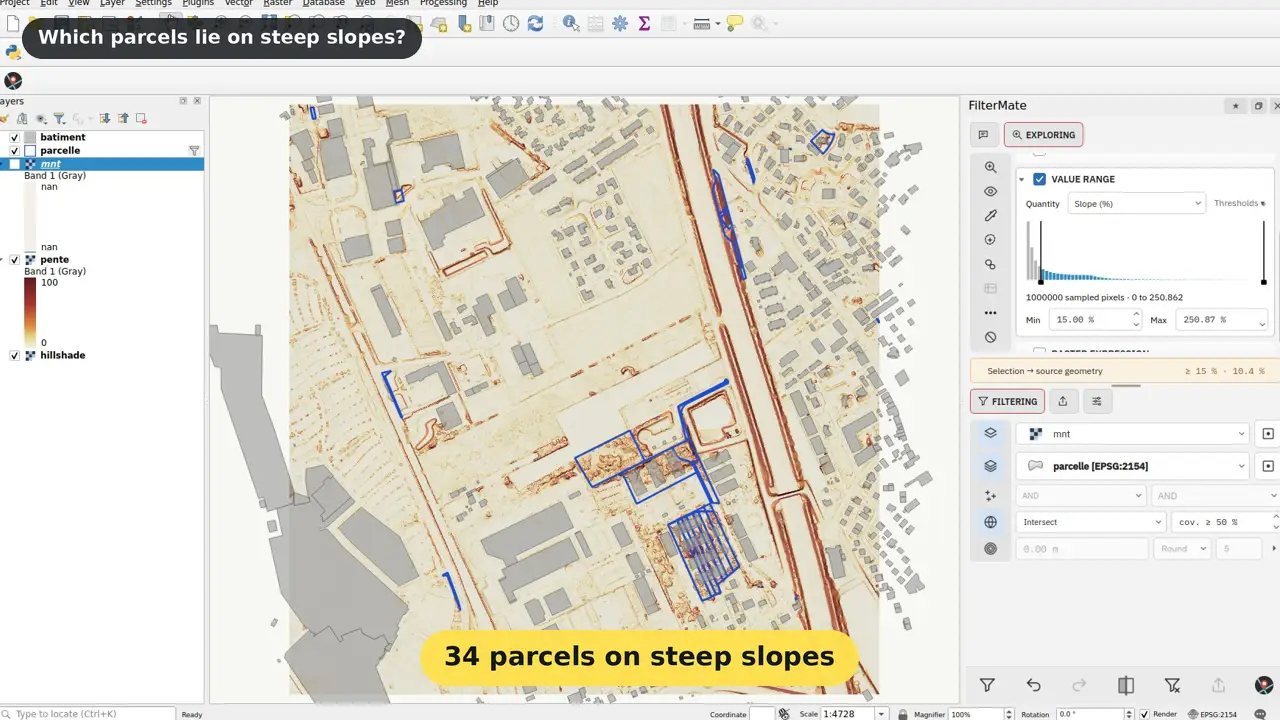 Project Edit View Layer Settings Plugins Vector Raster Database Web Mesh Processing Help
Which parcels lie on steep slopes?
ayers
batiment
parcelle
mnt
Band 1 (Gray)
nan
nan
pente
Band 1 (Gray)
100
0
hillshade
FilterMate
EXPLORING
VALUE RANGE
Quantity Slope (%) Thresholds
1000000 sampled pixels · 0 to 250.862
Min 15.00 % Max 250.87 %
RASTER EXPRESSION
Selection → source geometry ≥ 15 % · 10.4 %
FILTERING
mnt
parcelle [EPSG:2154]
AND AND
Intersect cov. ≥ 50 %
0.00 m Round 5
34 parcels on steep slopes
Type to locate (Ctrl+K) Ready Coordinate Scale 1:4728 Magnifier 100% Rotation 0.0 ° Render EPSG:2154